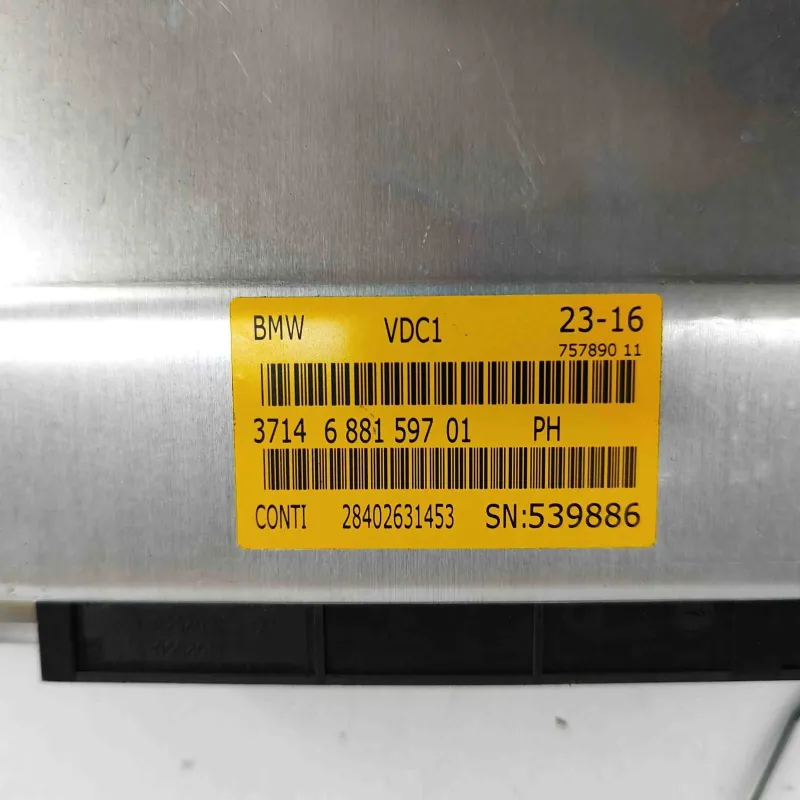 BMW VDC1 23-16
757890 11
3714 6 881 597 01 PH
CONTI 28402631453 SN:539886